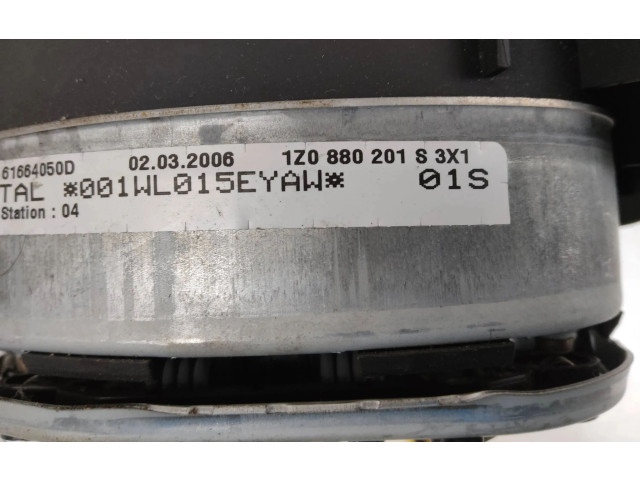 61664050D 02.03.2006 1Z0 880 201 S 3X1
TAL *001WL015EYAW* 01S
Station : 04